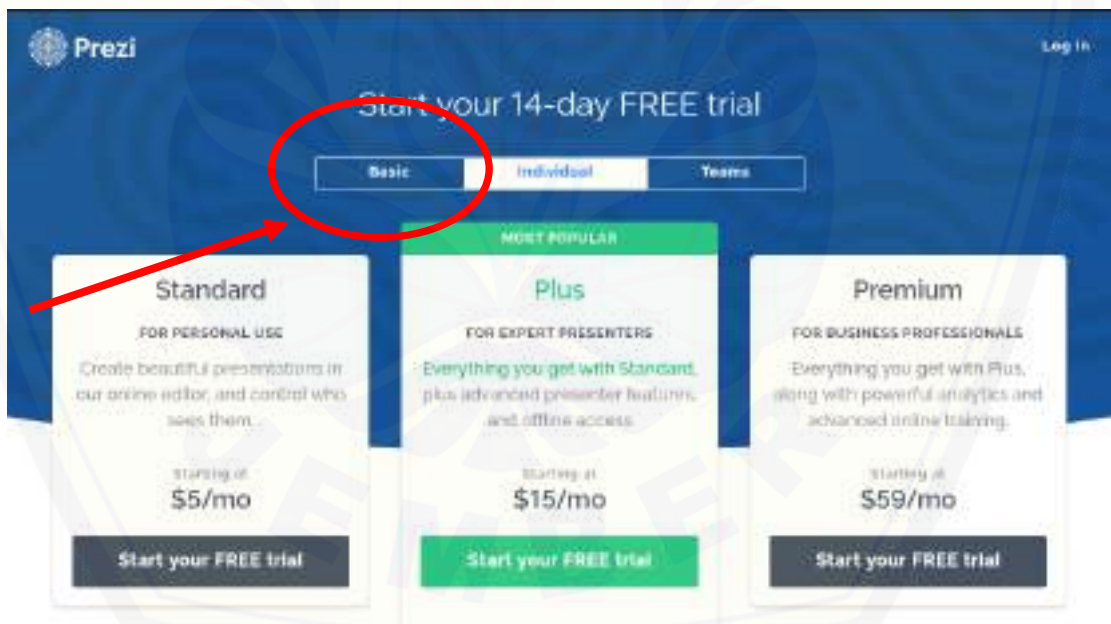 Prezi
Log in
Start your 14-day FREE trial
Basic
Individual
Teams
MOST POPULAR
Standard
FOR PERSONAL USE
Create beautiful presentations in
our online editor, and control who
sees them.
Starting at
$5/mo
Start your FREE trial
Plus
FOR EXPERT PRESENTERS
Everything you get with Standard,
plus advanced presenter features,
and offline access
Starting at
$15/mo
Start your FREE trial
Premium
FOR BUSINESS PROFESSIONALS
Everything you get with Plus,
along with powerful analytics and
advanced online training.
Starting at
$59/mo
Start your FREE trial